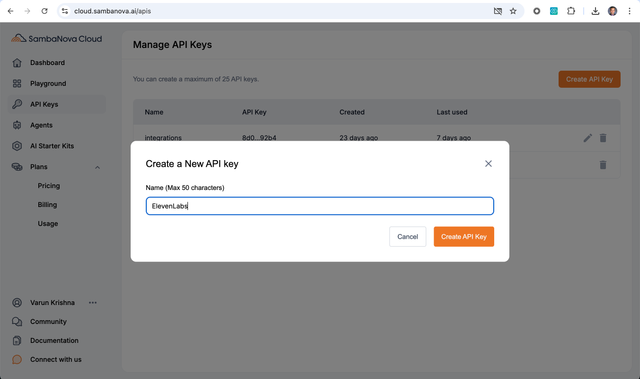 cloud.sambanova.ai/apis
SambaNova Cloud
Dashboard
Playground
API Keys
Agents
AI Starter Kits
Plans
Pricing
Billing
Usage
Varun Krishna
Community
Documentation
Connect with us
Manage API Keys
You can create a maximum of 25 API keys.
Create API Key
Name API Key Created Last used
integrations 8d0...92b4 23 days ago 7 days ago
Create a New API key
Name (Max 50 characters)
ElevenLabs
Cancel
Create API Key